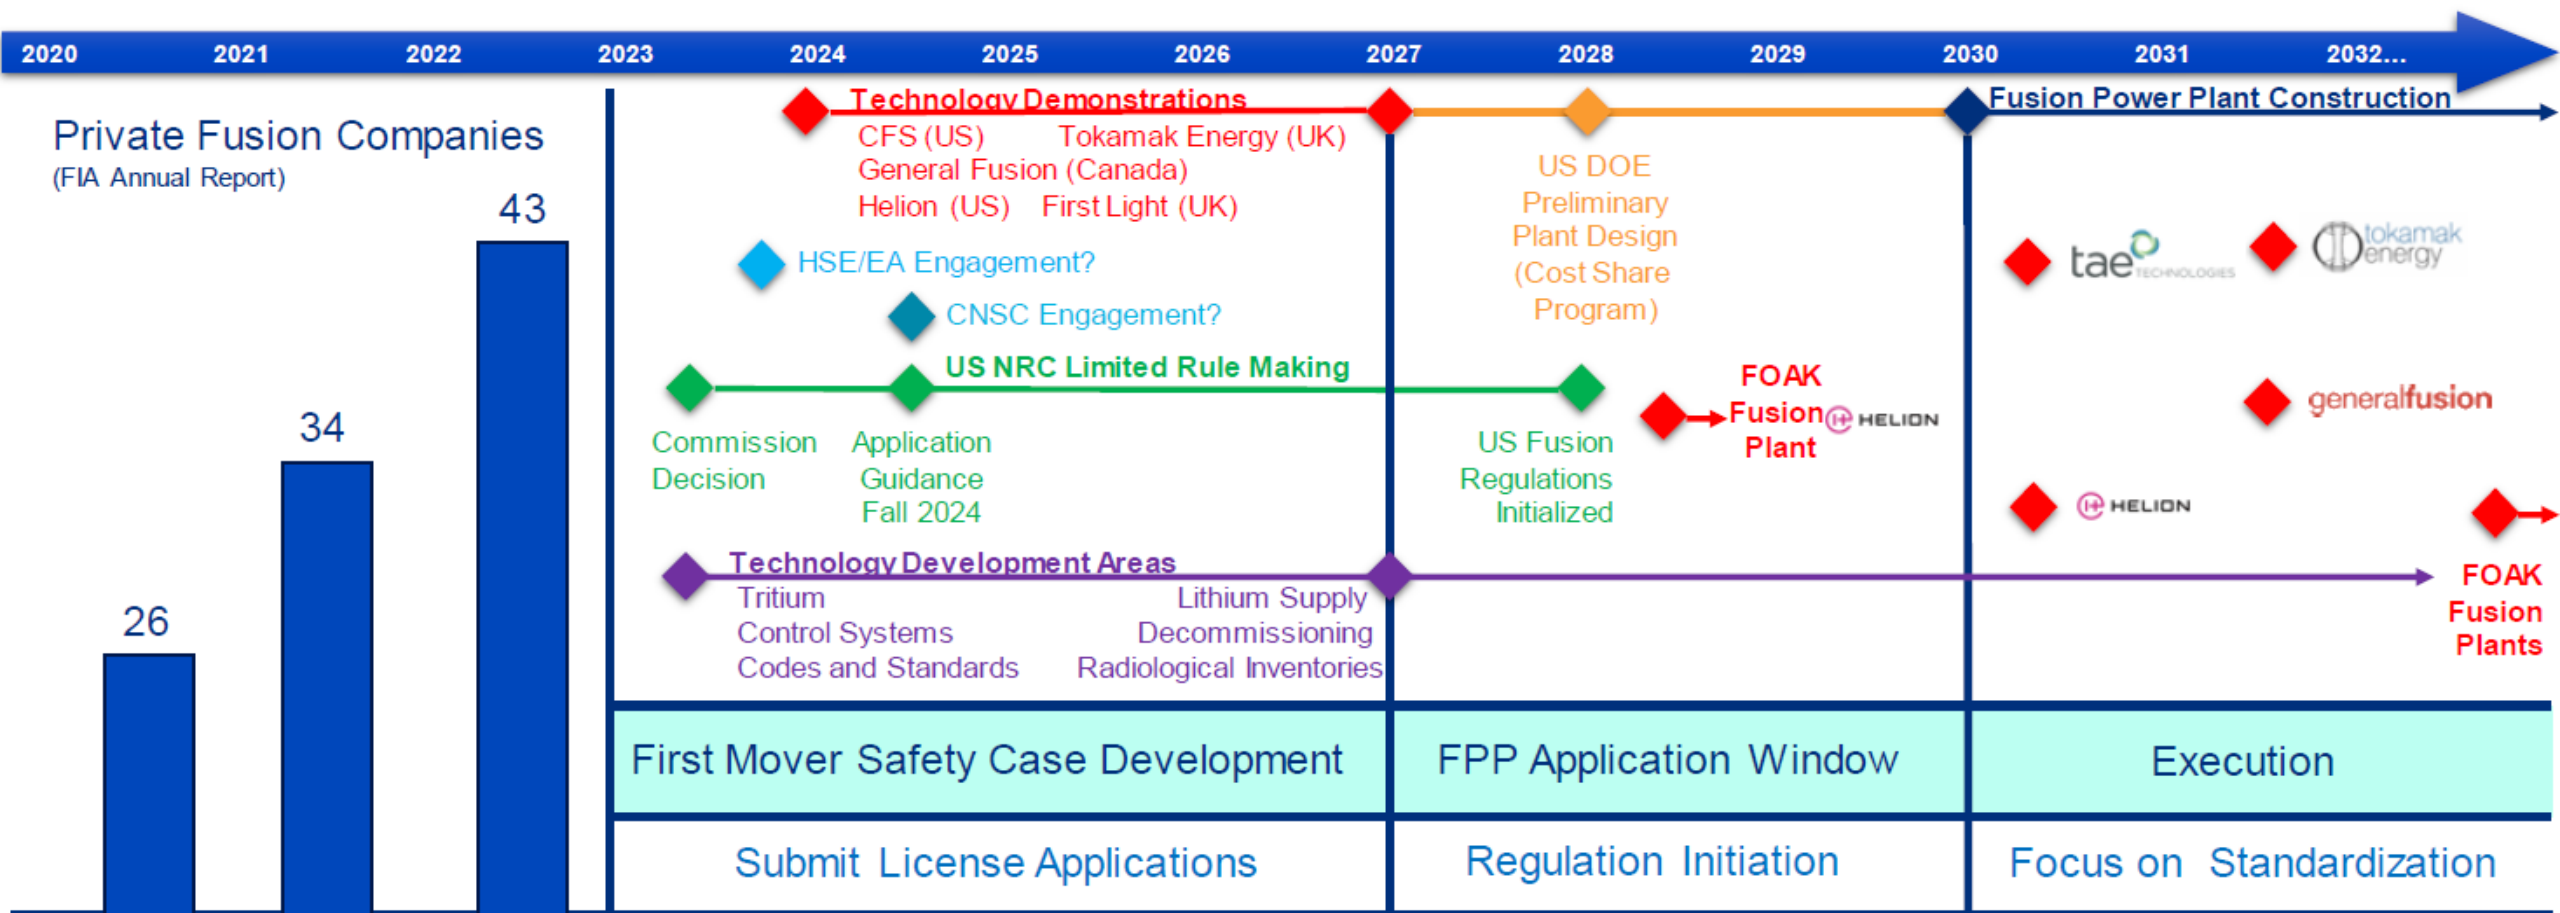 2020 2021 2022 2023 2024 2025 2026 2027 2028 2029 2030 2031 2032...
Private Fusion Companies
(FIA Annual Report)
26
34
43
Technology Demonstrations
CFS (US) Tokamak Energy (UK)
General Fusion (Canada)
Helion (US) First Light (UK)
HSE/EA Engagement?
CNSC Engagement?
US NRC Limited Rule Making
Commission
Decision
Application
Guidance
Fall 2024
US Fusion
Regulations
Initialized
Technology Development Areas
Tritium
Control Systems
Codes and Standards
Lithium Supply
Decommissioning
Radiological Inventories
US DOE
Preliminary
Plant Design
(Cost Share
Program)
FOAK
Fusion
Plant
HELION
Fusion Power Plant Construction
tae
TECHNOLOGIES
tokamak
energy
generalfusion
HELION
FOAK
Fusion
Plants
First Mover Safety Case Development
FPP Application Window
Execution
Submit License Applications
Regulation Initiation
Focus on Standardization